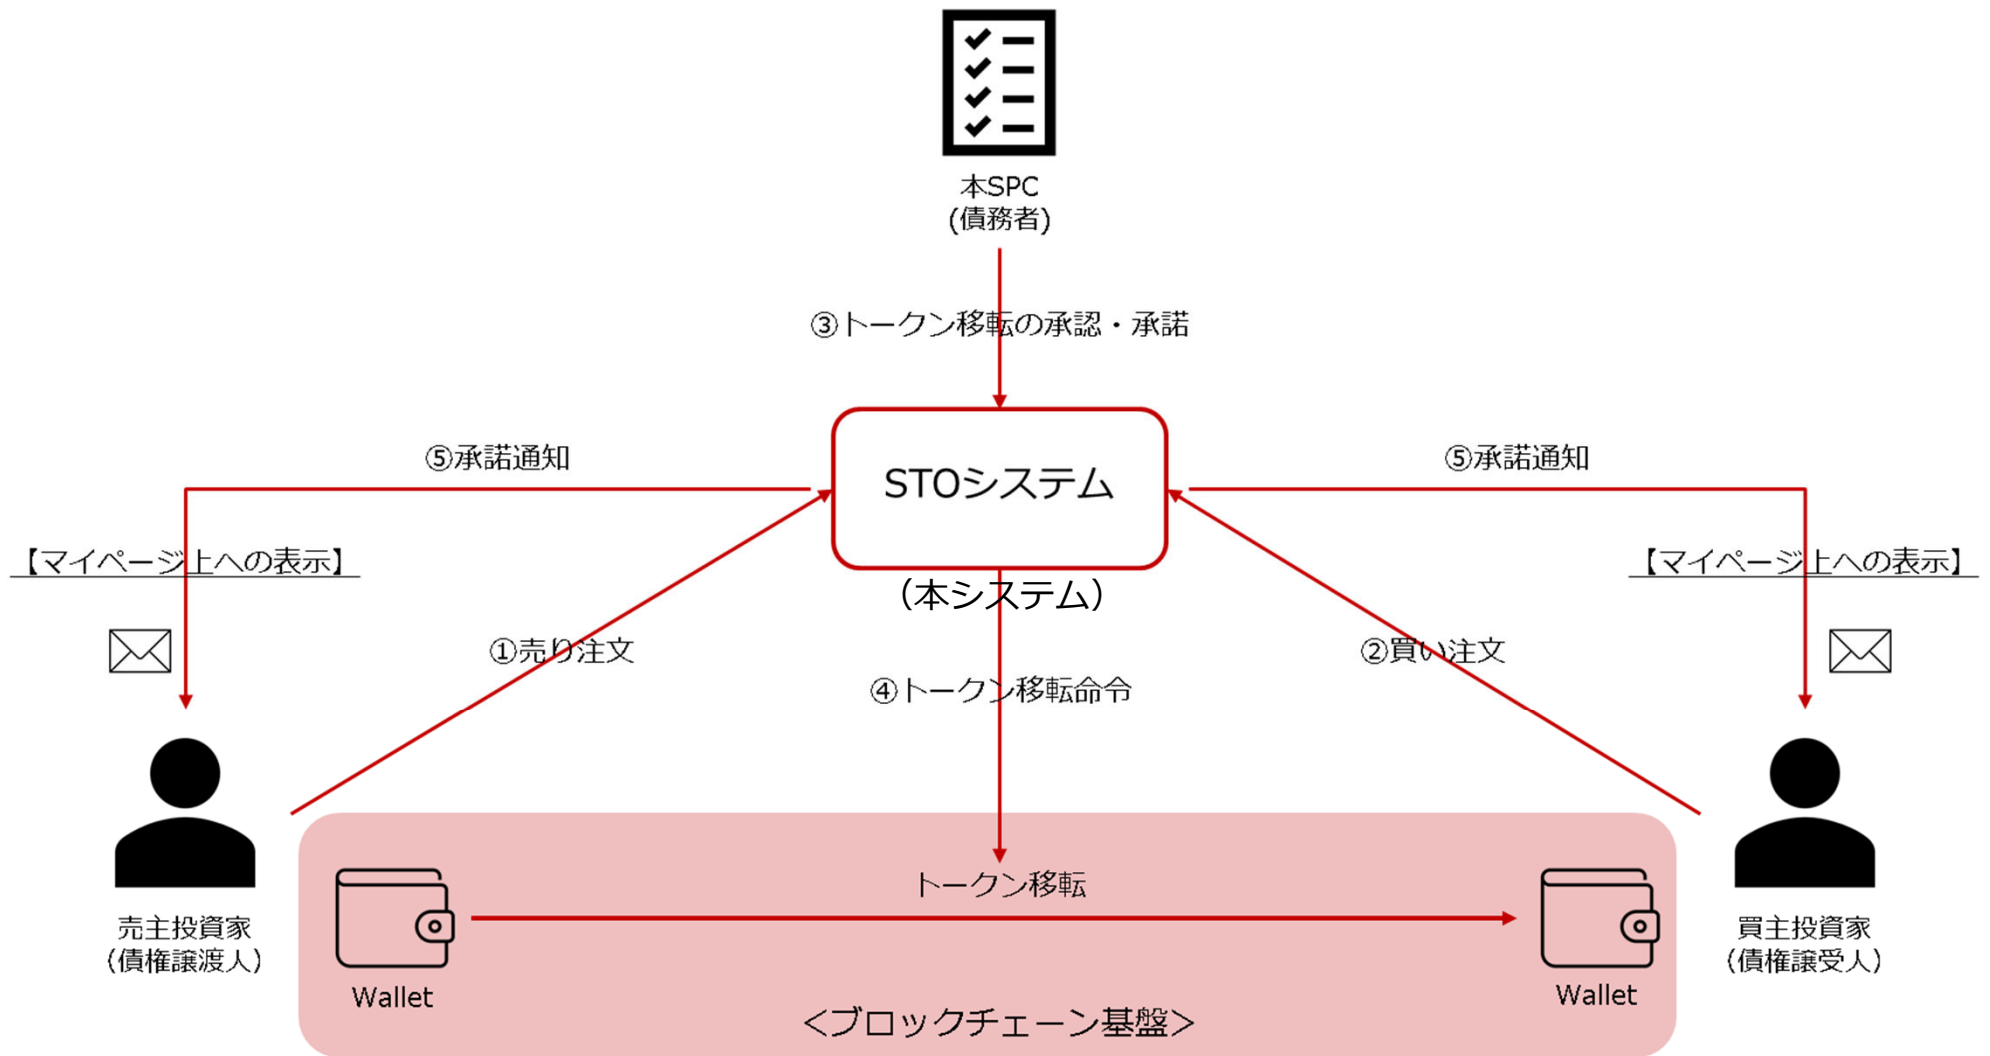 本SPC
(債務者)
③トークン移転の承認・承諾
⑤承諾通知
STOシステム
⑤承諾通知
【マイページ上への表示】
(本システム)
【マイページ上への表示】
①売り注文
②買い注文
④トークン移転命令
トークン移転
売主投資家
(債権譲渡人)
買主投資家
(債権譲受人)
Wallet
Wallet
<ブロックチェーン基盤>